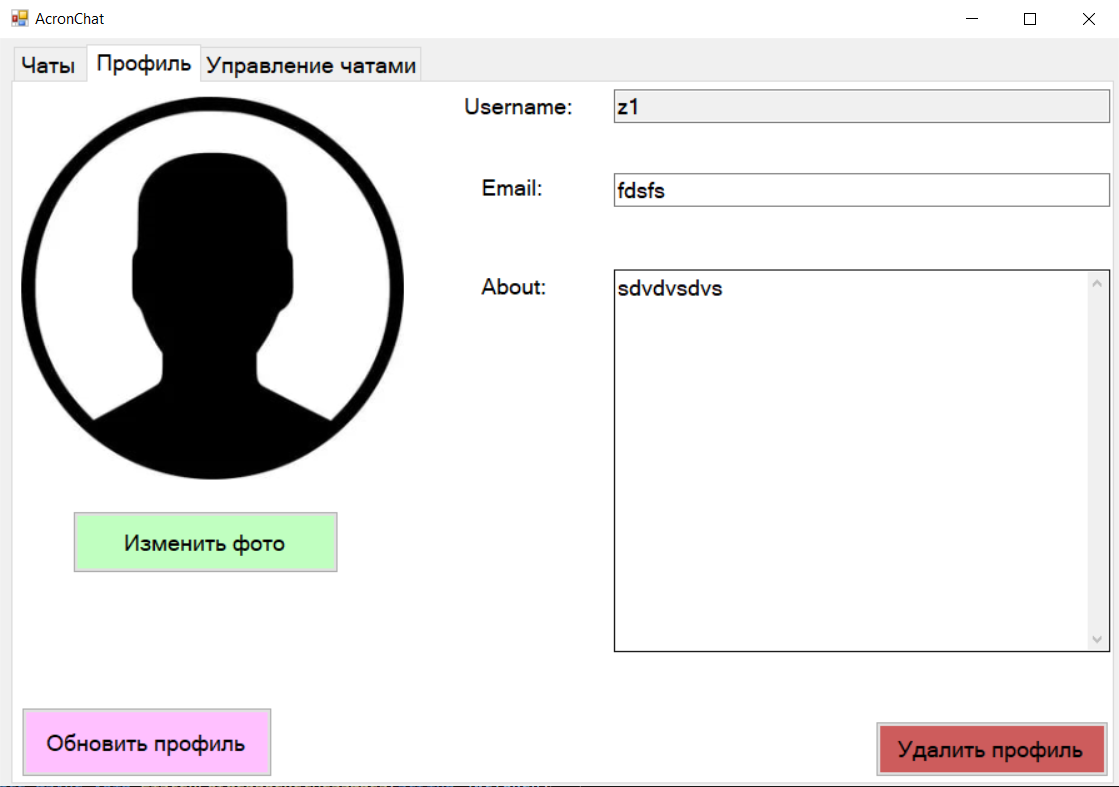 AcronChat
Чаты
Профиль
Управление чатами
Username:
z1
Email:
fdsfs
About:
sdvdvsdvs
Изменить фото
Обновить профиль
Удалить профиль